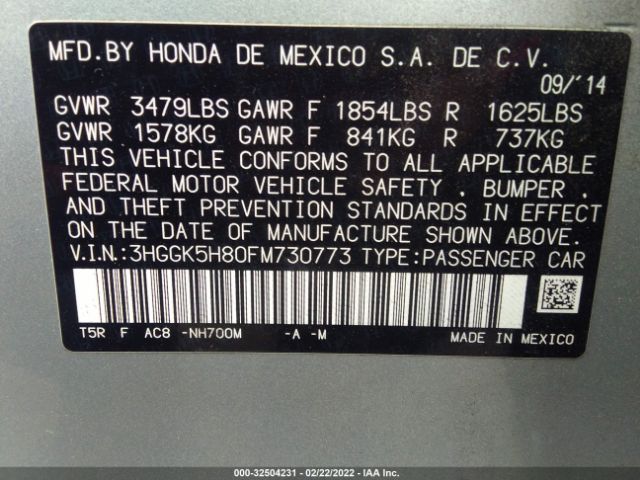 MFD.BY HONDA DE MEXICO S.A. DE C.V.
09/'14
GVWR 3479LBS GAWR F 1854LBS R 1625LBS
GVWR 1578KG GAWR F 841KG R 737KG
THIS VEHICLE CONFORMS TO ALL APPLICABLE
FEDERAL MOTOR VEHICLE SAFETY . BUMPER .
AND THEFT PREVENTION STANDARDS IN EFFECT
ON THE DATE OF MANUFACTURE SHOWN ABOVE.
V.I.N.:3HGGK5H80FM730773 TYPE:PASSENGER CAR
T5R F AC8 -NH700M -A -M MADE IN MEXICO
000-32504231 - 02/22/2022 - IAA Inc.